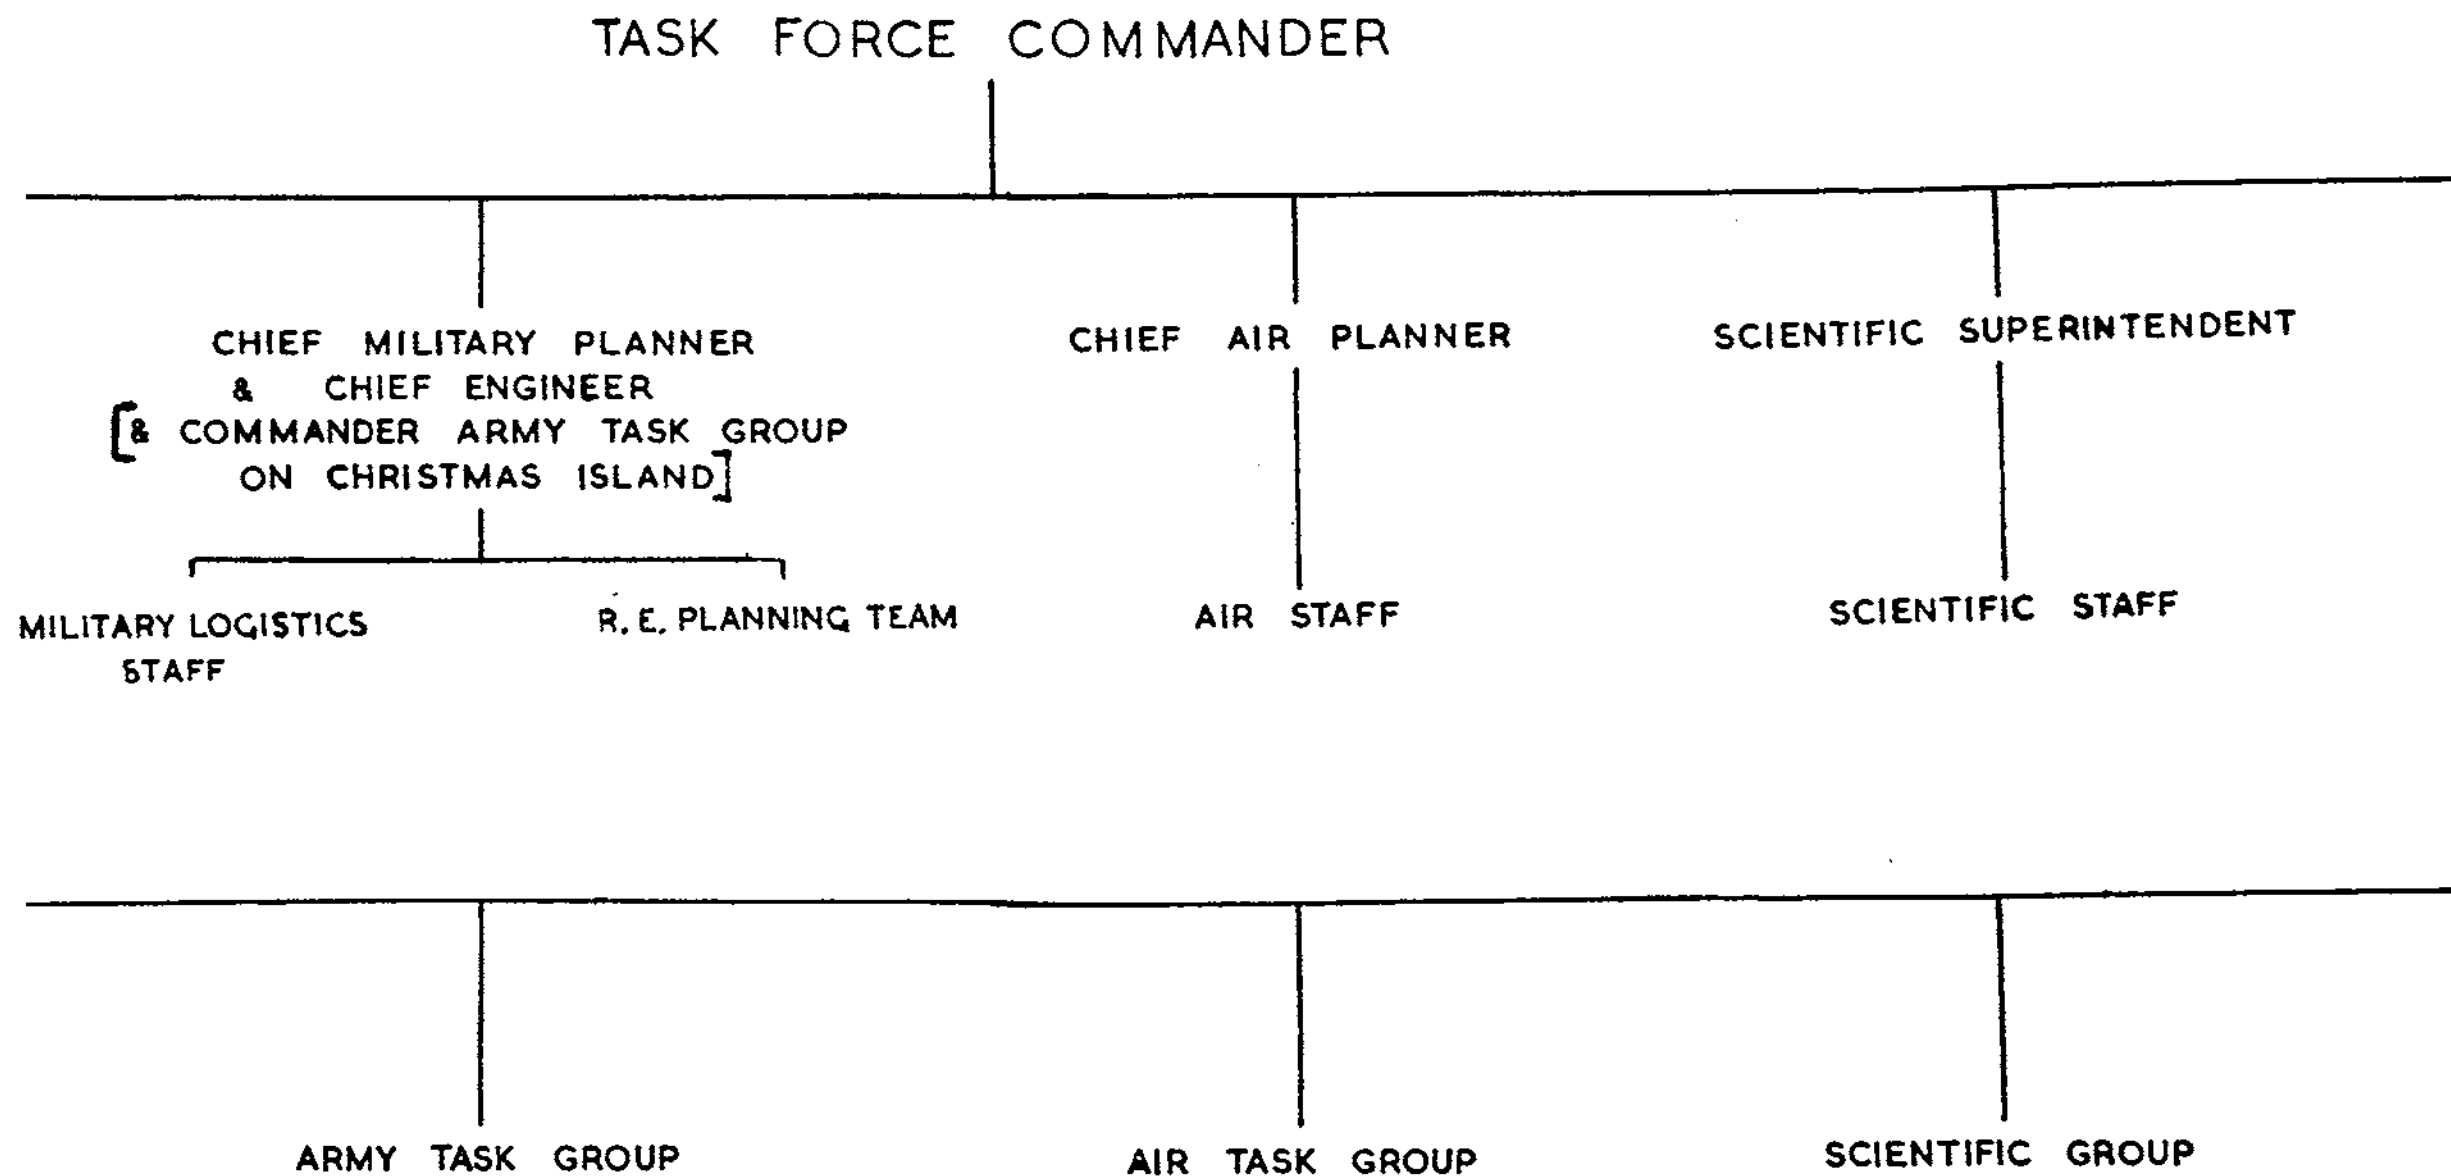 TASK FORCE COMMANDER
CHIEF MILITARY PLANNER
& CHIEF ENGINEER
[& COMMANDER ARMY TASK GROUP
ON CHRISTMAS ISLAND]
CHIEF AIR PLANNER
SCIENTIFIC SUPERINTENDENT
MILITARY LOGISTICS
STAFF
R. E. PLANNING TEAM
AIR STAFF
SCIENTIFIC STAFF
ARMY TASK GROUP
AIR TASK GROUP
SCIENTIFIC GROUP